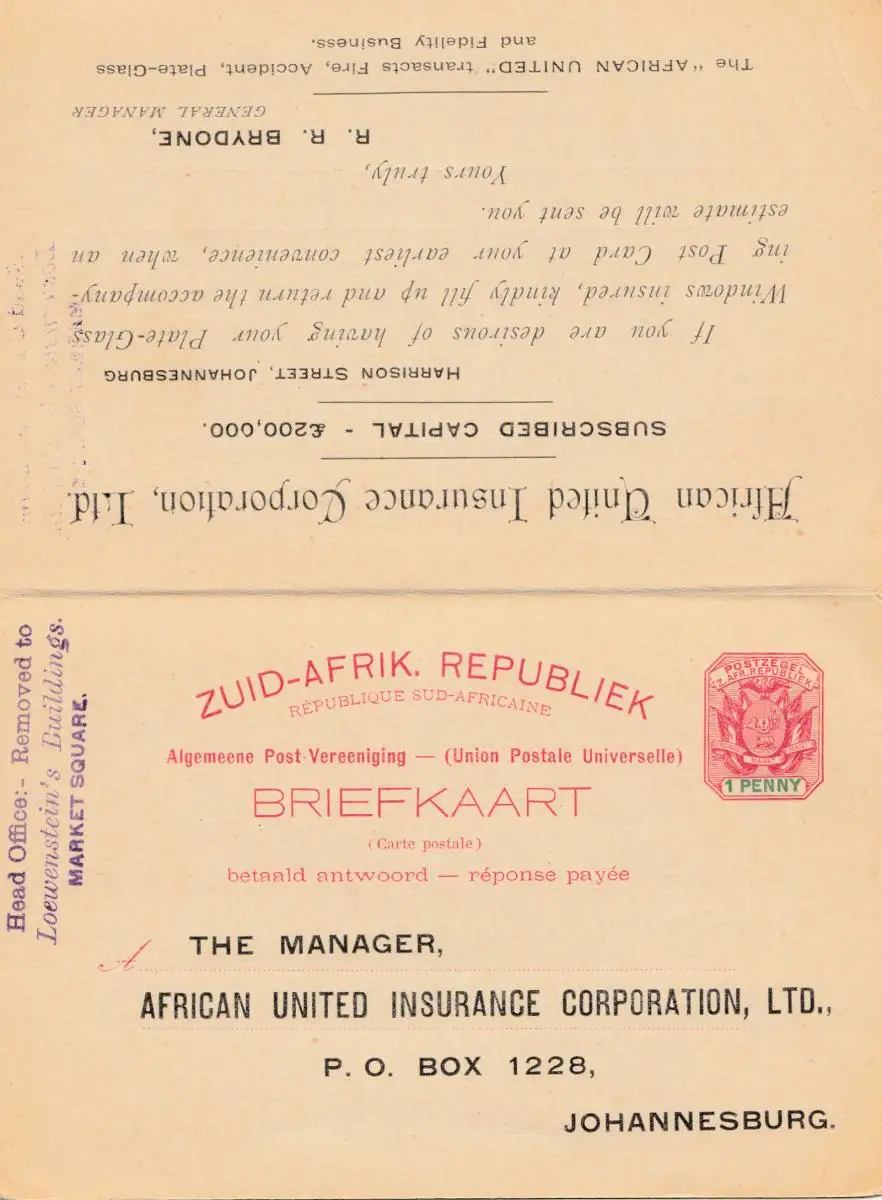 African United Insurance Corporation, Ltd.
SUBSCRIBED CAPITAL - £200,000.
HARRISON STREET, JOHANNESBURG
If you are desirous of having your Plate-Glass
Windows insured, kindly fill up and return the accompany-
ing Post Card at your earliest convenience, when an
estimate will be sent you.
Yours truly,
R. R. BRYDONE,
GENERAL MANAGER
The "AFRICAN UNITED" transacts Fire, Accident, Plate-Glass
and Fidelity Business.
Head Office:- Removed to
Loewenstein's Buildings.
MARKET SQUARE.
ZUID-AFRIK. REPUBLIEK
RÉPUBLIQUE SUD-AFRICAINE
Algemeene Post-Vereeniging — (Union Postale Universelle)
BRIEFKAART
(Carte postale)
betaald antwoord — réponse payée
POSTZEGEL
Z. AFR. REPUBLIEK
1 PENNY
A THE MANAGER,
AFRICAN UNITED INSURANCE CORPORATION, LTD.,
P. O. BOX 1228,
JOHANNESBURG.